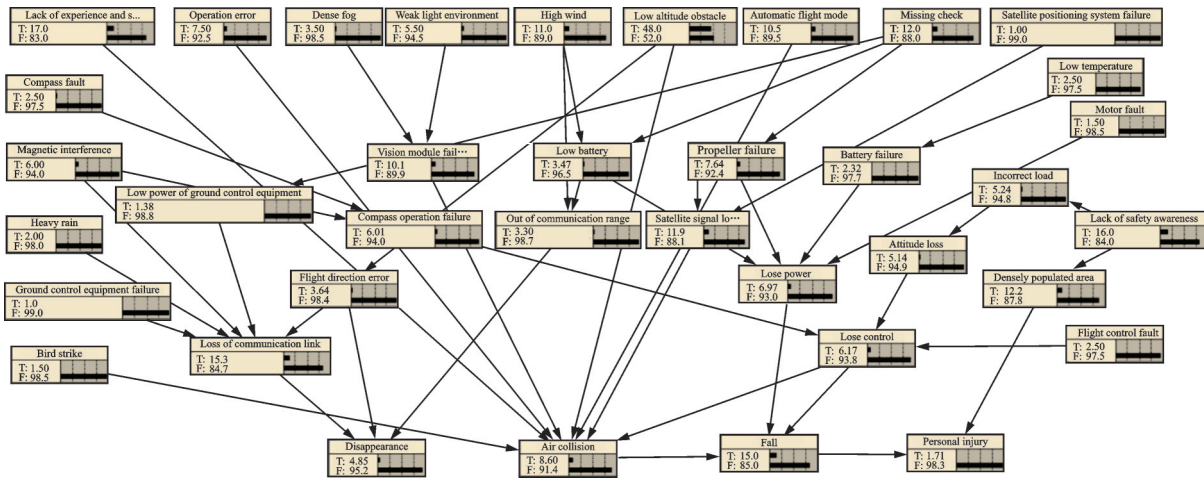 Lack of experience and s...
T: 17.0
F: 83.0
Operation error
T: 7.50
F: 92.5
Dense fog
T: 3.50
F: 98.5
Weak light environment
T: 5.50
F: 94.5
High wind
T: 11.0
F: 89.0
Low altitude obstacle
T: 48.0
F: 52.0
Automatic flight mode
T: 10.5
F: 89.5
Missing check
T: 12.0
F: 88.0
Satellite positioning system failure
T: 1.00
F: 99.0
Compass fault
T: 2.50
F: 97.5
Low temperature
T: 2.50
F: 97.5
Motor fault
T: 1.50
F: 98.5
Magnetic interference
T: 6.00
F: 94.0
Vision module fail…
T: 10.1
F: 89.9
Low battery
T: 3.47
F: 96.5
Propeller failure
T: 7.64
F: 92.4
Battery failure
T: 2.32
F: 97.7
Incorrect load
T: 5.24
F: 94.8
Low power of ground control equipment
T: 1.38
F: 98.8
Heavy rain
T: 2.00
F: 98.0
Compass operation failure
T: 6.01
F: 94.0
Out of communication range
T: 3.30
F: 98.7
Satellite signal lo…
T: 11.9
F: 88.1
Lack of safety awareness
T: 16.0
F: 84.0
Attitude loss
T: 5.14
F: 94.9
Flight direction error
T: 3.64
F: 98.4
Lose power
T: 6.97
F: 93.0
Densely populated area
T: 12.2
F: 87.8
Ground control equipment failure
T: 1.0
F: 99.0
Loss of communication link
T: 15.3
F: 84.7
Lose control
T: 6.17
F: 93.8
Flight control fault
T: 2.50
F: 97.5
Bird strike
T: 1.50
F: 98.5
Disappearance
T: 4.85
F: 95.2
Air collision
T: 8.60
F: 91.4
Fall
T: 15.0
F: 85.0
Personal injury
T: 1.71
F: 98.3